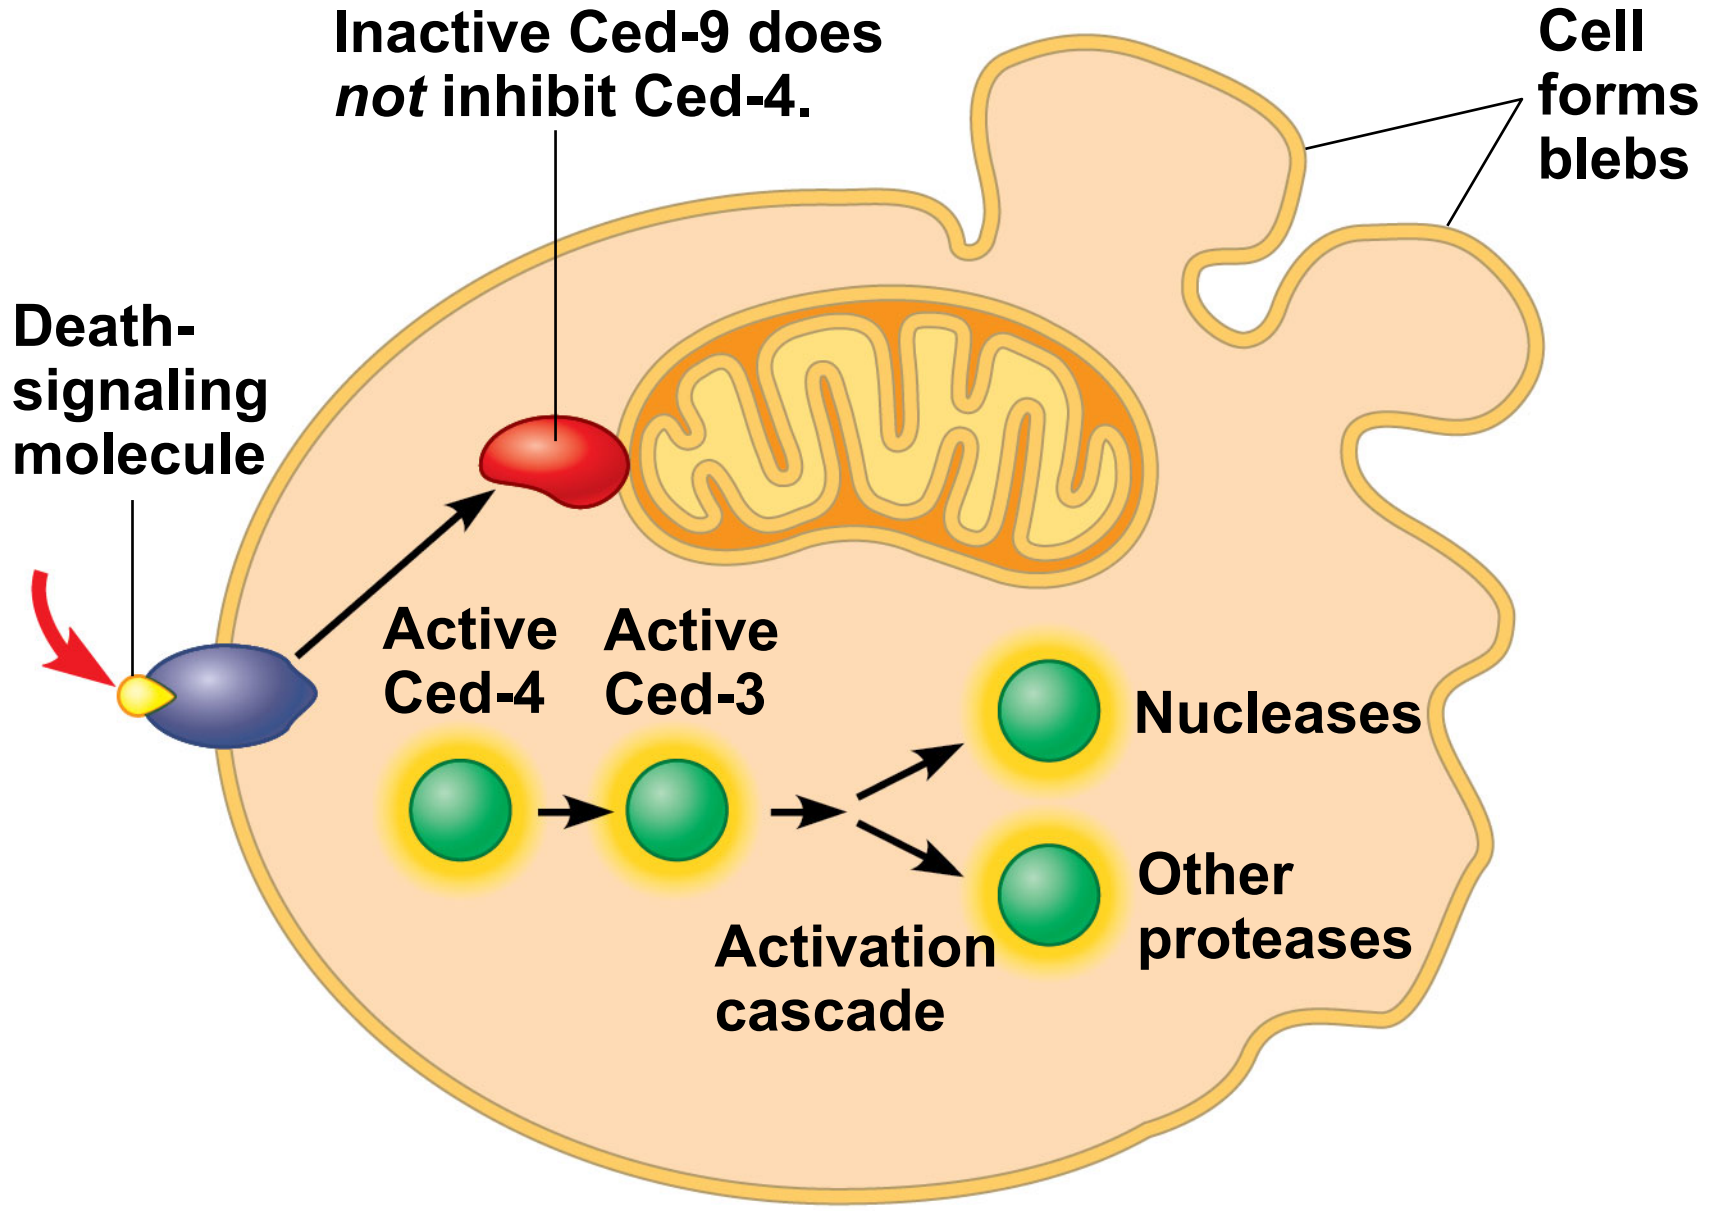 Inactive Ced-9 does
not inhibit Ced-4.
Cell
forms
blebs
Death-
signaling
molecule
Active
Ced-4
Active
Ced-3
Nucleases
Other
proteases
Activation
cascade